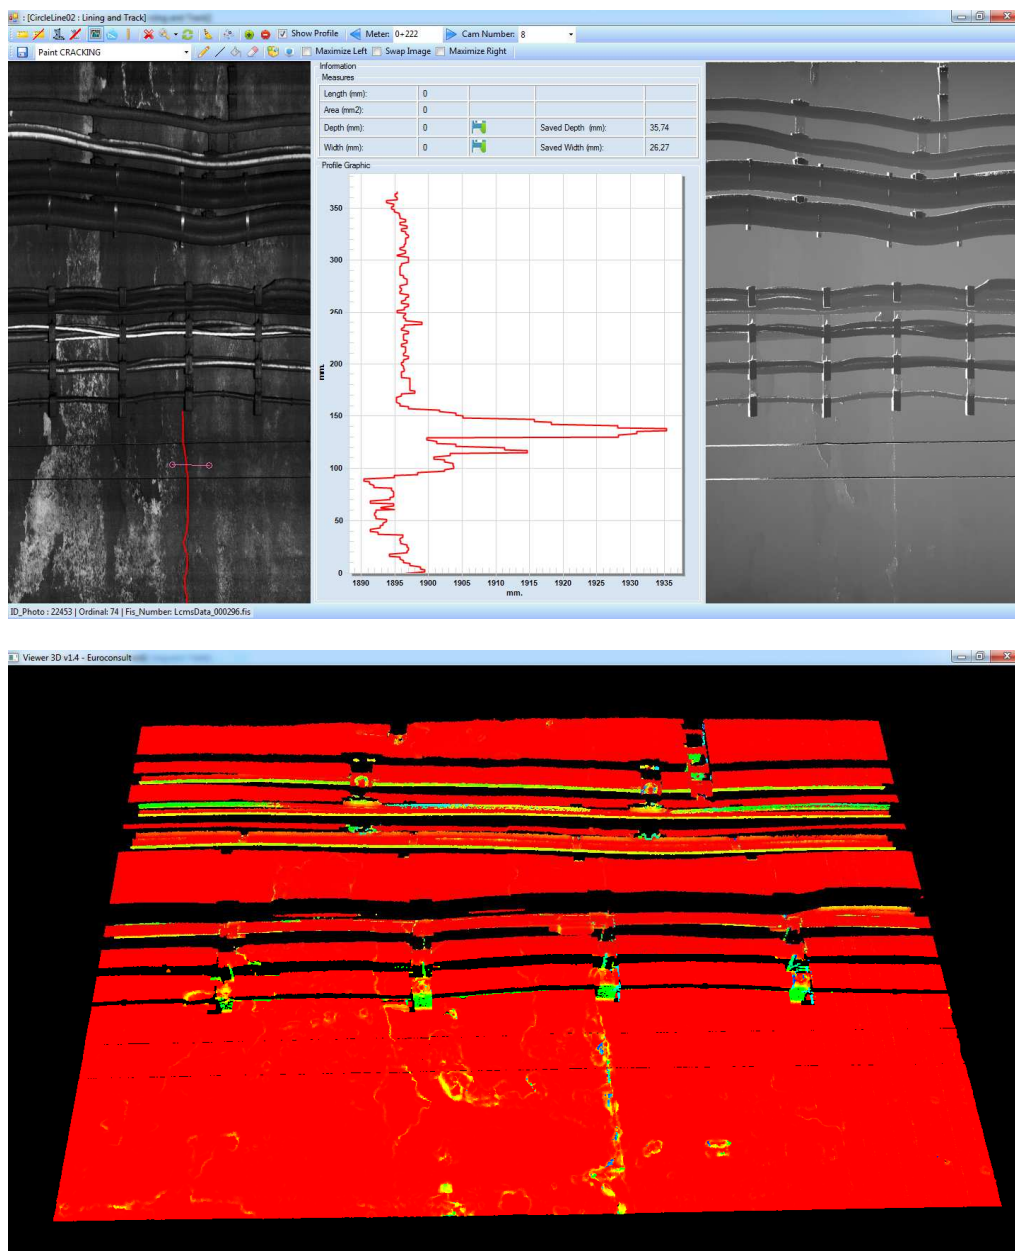 : [CircleLine02 : Lining and Track]
Show Profile Meter: 0+222 Cam Number: 8
Paint CRACKING Maximize Left Swap Image Maximize Right
Information
Measures
Length (mm): 0
Area (mm2): 0
Depth (mm): 0 Saved Depth (mm): 35,74
Width (mm): 0 Saved Width (mm): 26,27
Profile Graphic
350
300
250
200
mm.
150
100
50
0
1890 1895 1900 1905 1910 1915 1920 1925 1930 1935
mm.
ID_Photo : 22453 | Ordinal: 74 | Fis_Number: LcmsData_000296.fis
Viewer 3D v1.4 - Euroconsult